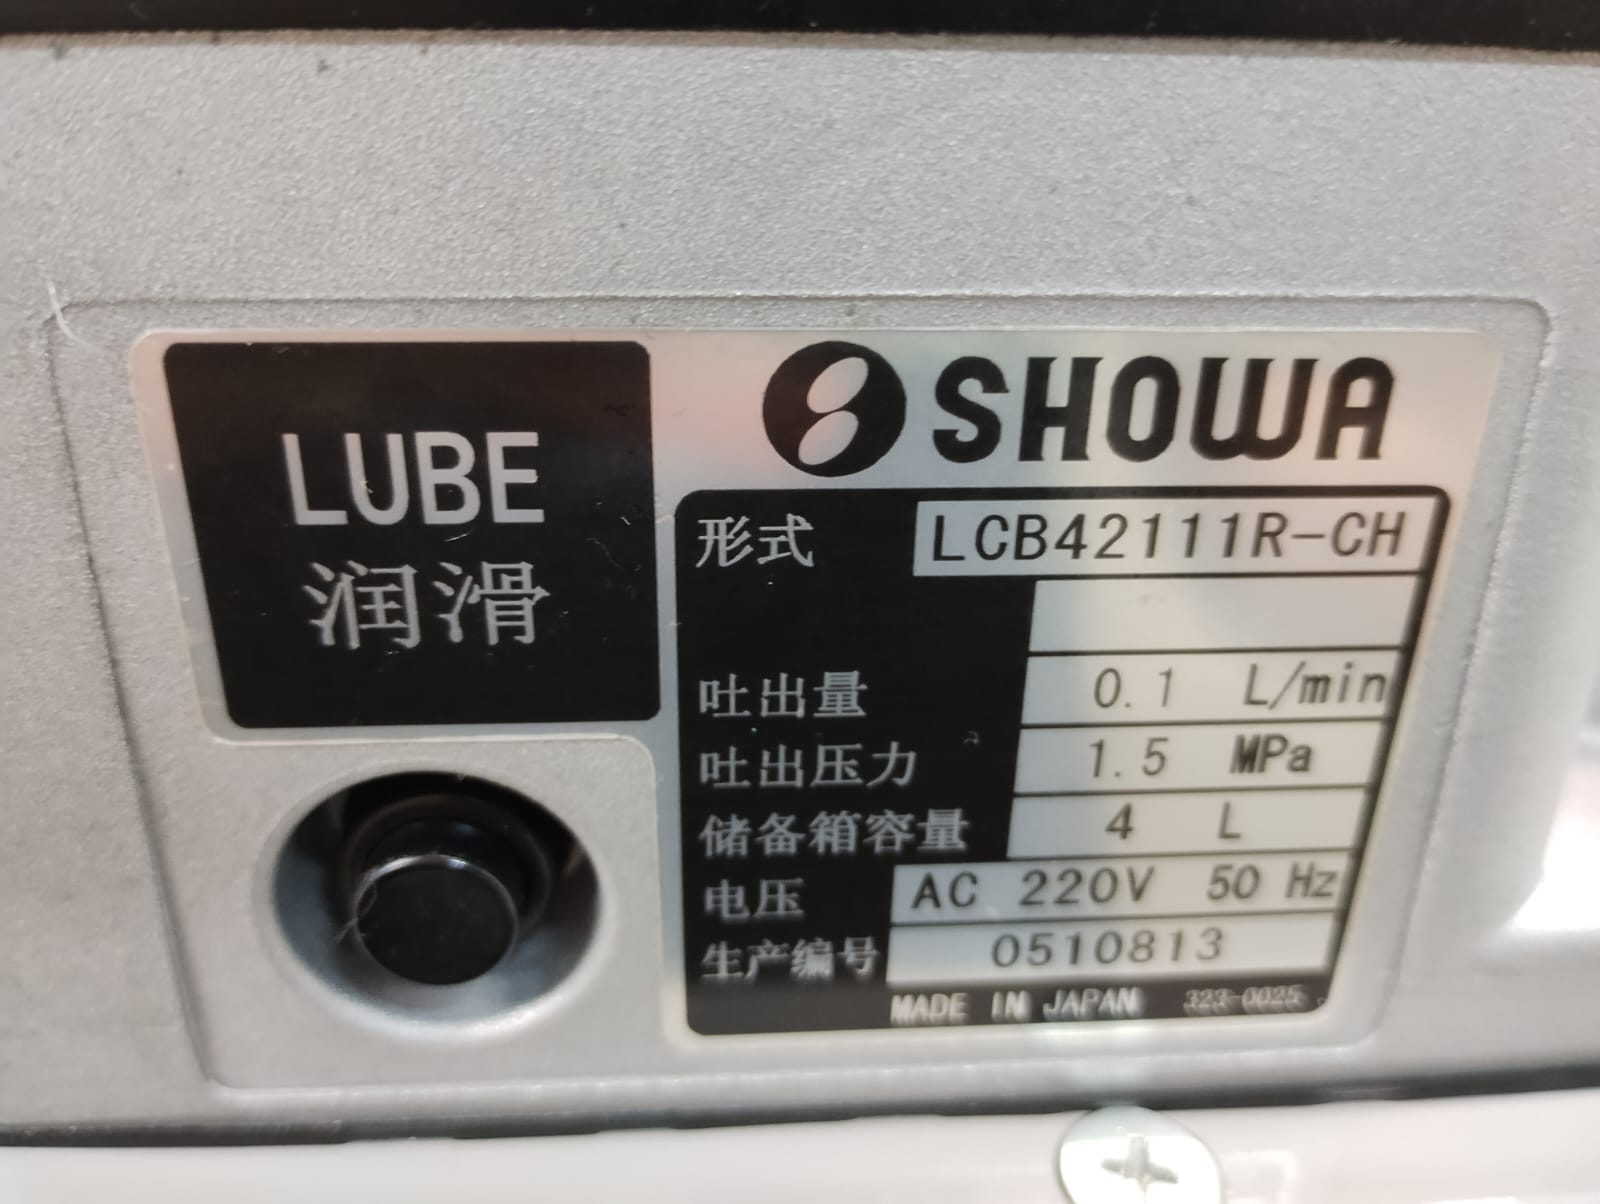 LUBE
润滑
SHOWA
形式 LCB42111R-CH
吐出量 0.1 L/min
吐出压力 1.5 MPa
储备箱容量 4 L
电压 AC 220V 50 Hz
生产编号 0510813
MADE IN JAPAN 323-0025